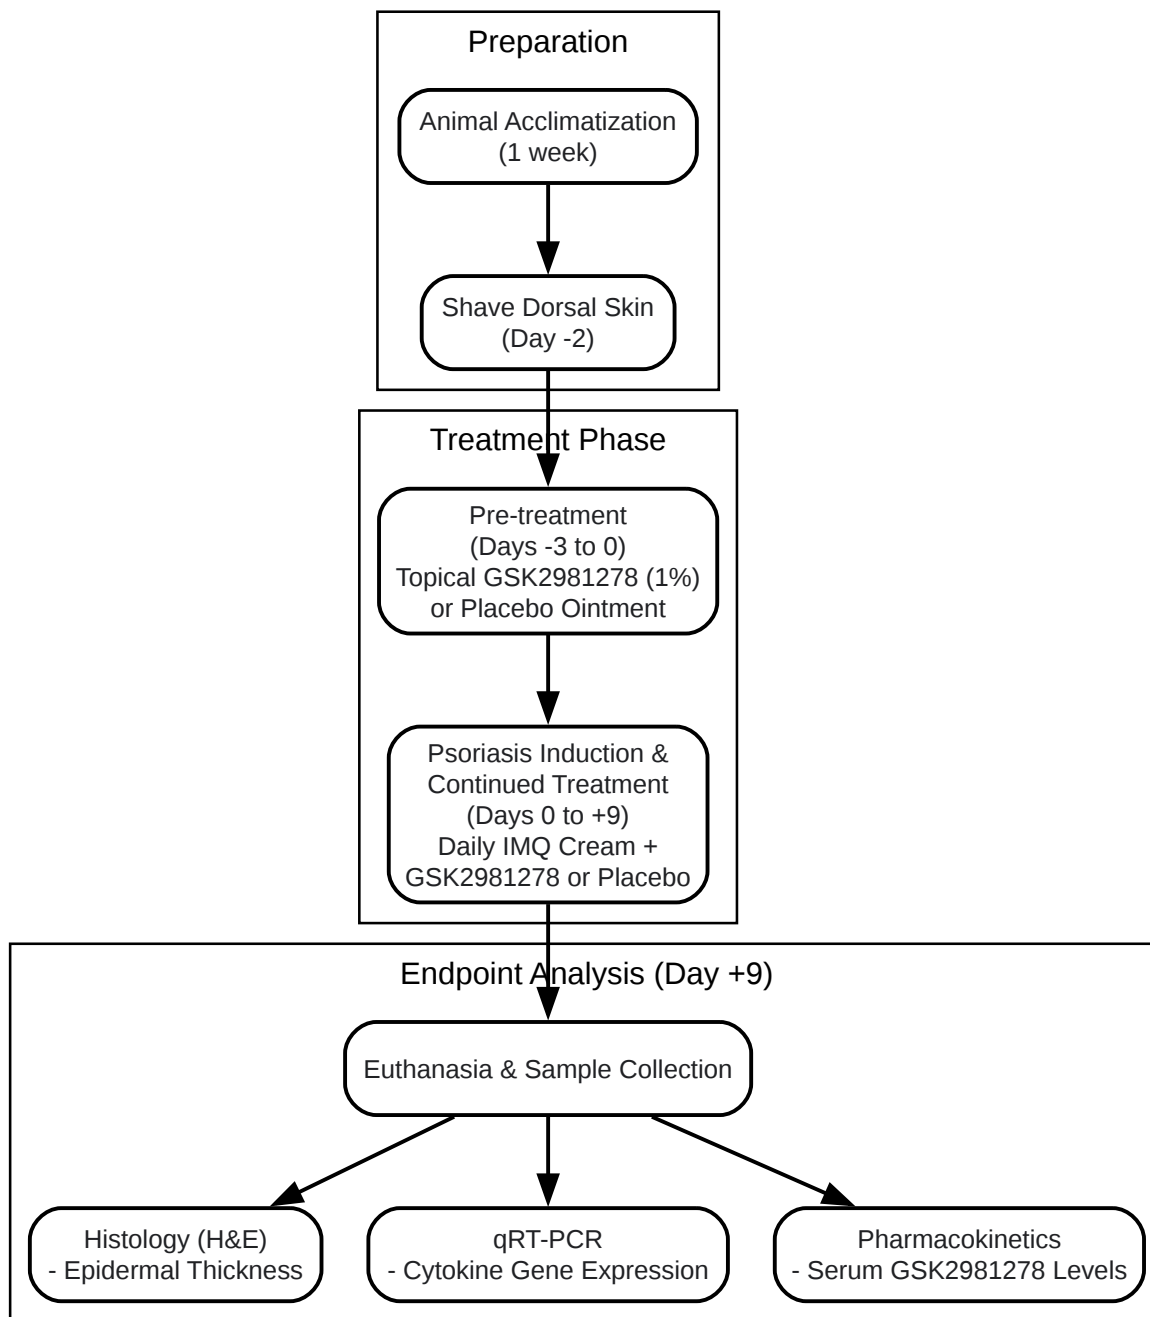 Preparation
Animal Acclimatization
(1 week)
Shave Dorsal Skin
(Day -2)
Treatment Phase
Pre-treatment
(Days -3 to 0)
Topical GSK2981278 (1%)
or Placebo Ointment
Psoriasis Induction &
Continued Treatment
(Days 0 to +9)
Daily IMQ Cream +
GSK2981278 or Placebo
Endpoint Analysis (Day +9)
Euthanasia & Sample Collection
Histology (H&E)
- Epidermal Thickness
qRT-PCR
- Cytokine Gene Expression
Pharmacokinetics
- Serum GSK2981278 Levels